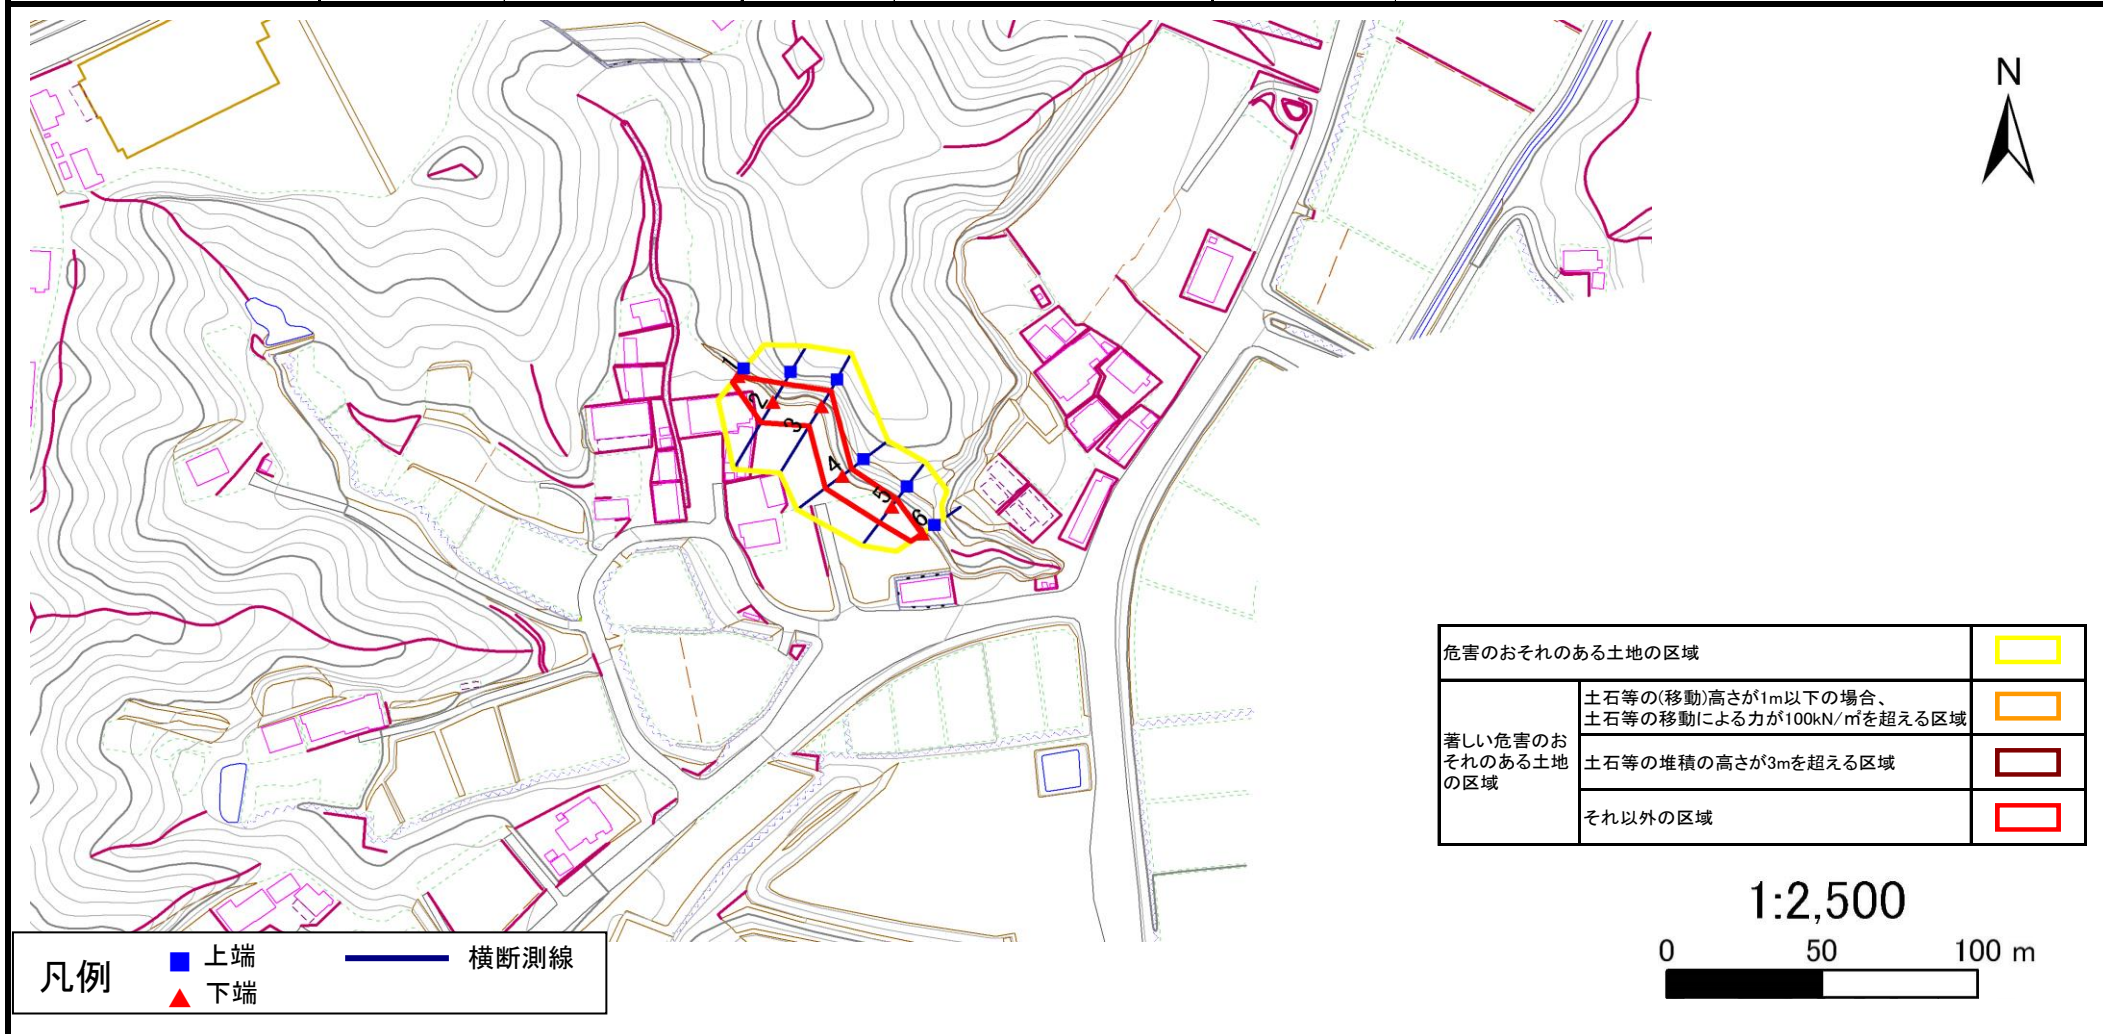 N
1
2
3
4
5
6
危害のおそれのある土地の区域
著しい危害のお
それのある土地
の区域
土石等の(移動)高さが1m以下の場合、
土石等の移動による力が100kN/㎡を超える区域
土石等の堆積の高さが3mを超える区域
それ以外の区域
1:2,500
0 50 100 m
凡例
上端
下端
横断測線